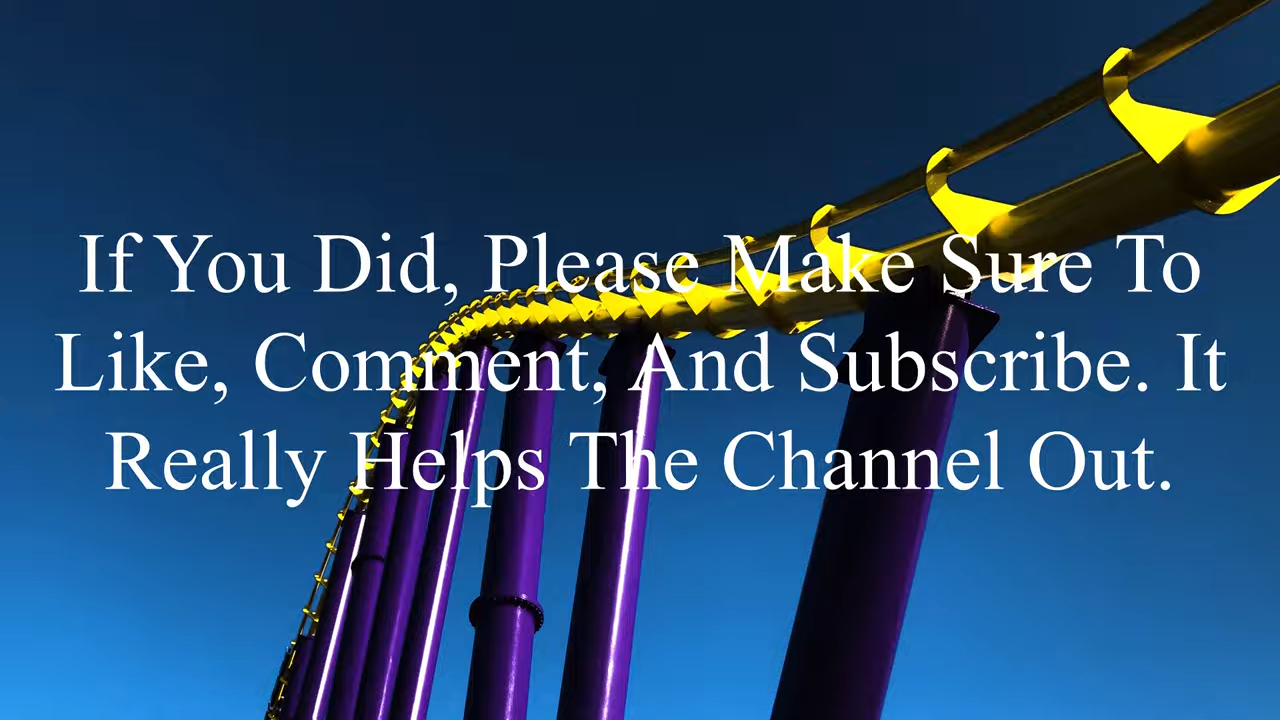 If You Did, Please Make Sure To
Like, Comment, And Subscribe. It
Really Helps The Channel Out.